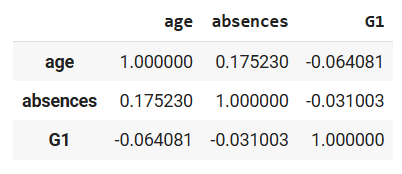 age absences G1
age 1.000000 0.175230 -0.064081
absences 0.175230 1.000000 -0.031003
G1 -0.064081 -0.031003 1.000000